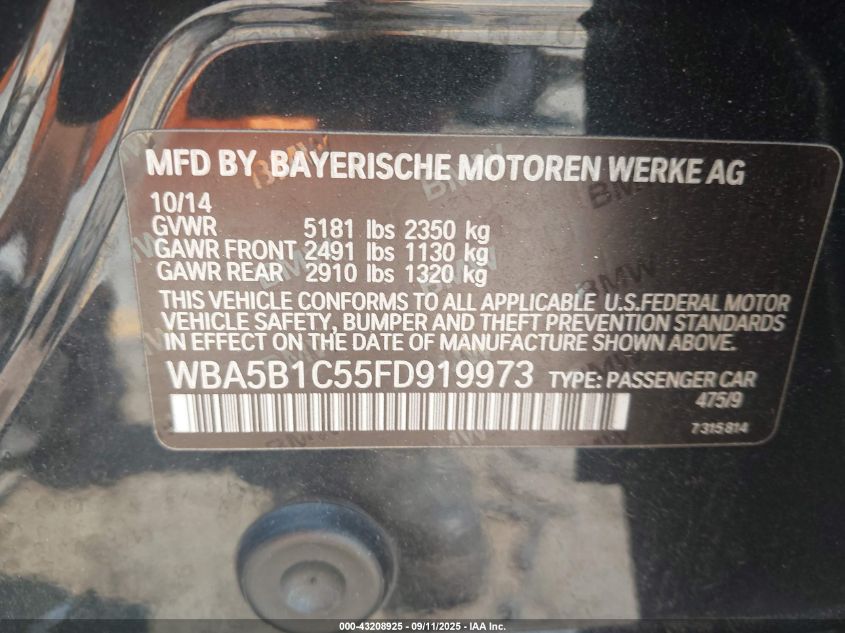 MFD BY BAYERISCHE MOTOREN WERKE AG
10/14
GVWR 5181 lbs 2350 kg
GAWR FRONT 2491 lbs 1130 kg
GAWR REAR 2910 lbs 1320 kg
THIS VEHICLE CONFORMS TO ALL APPLICABLE U.S.FEDERAL MOTOR
VEHICLE SAFETY, BUMPER AND THEFT PREVENTION STANDARDS
IN EFFECT ON THE DATE OF MANUFACTURE SHOWN ABOVE.
WBA5B1C55FD919973 TYPE: PASSENGER CAR
475/9
7315814
000-43208925 - 09/11/2025 - IAA Inc.